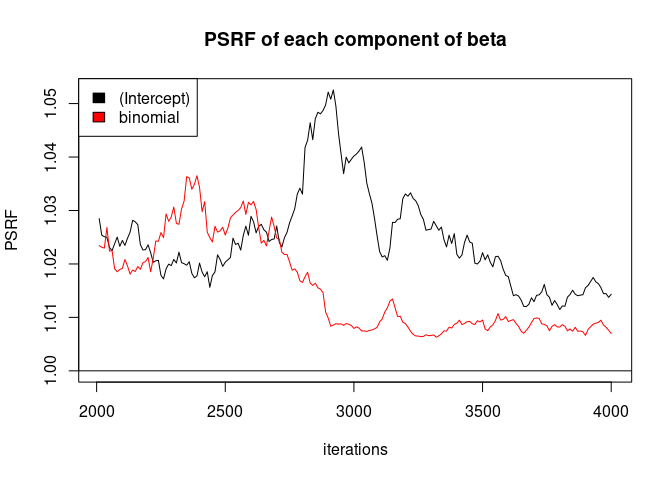 PSRF of each component of beta
(Intercept)
binomial
PSRF
1.05
1.04
1.03
1.02
1.01
1.00
2000 2500 3000 3500 4000
iterations